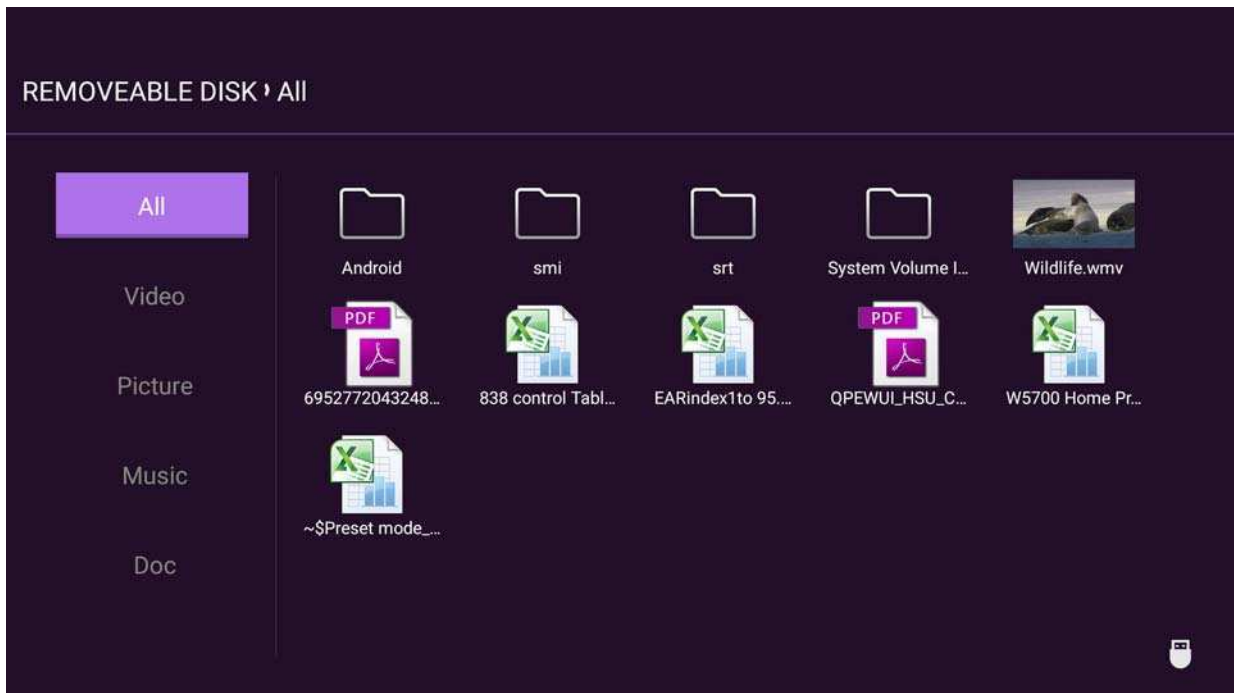 REMOVEABLE DISK › All
All
Video
Picture
Music
Doc
Android
smi
srt
System Volume I...
Wildlife.wmv
PDF
PDF
6952772043248...
838 control Tabl...
EARindex1to 95....
QPEWUI_HSU_C...
W5700 Home Pr...
~$Preset mode_...